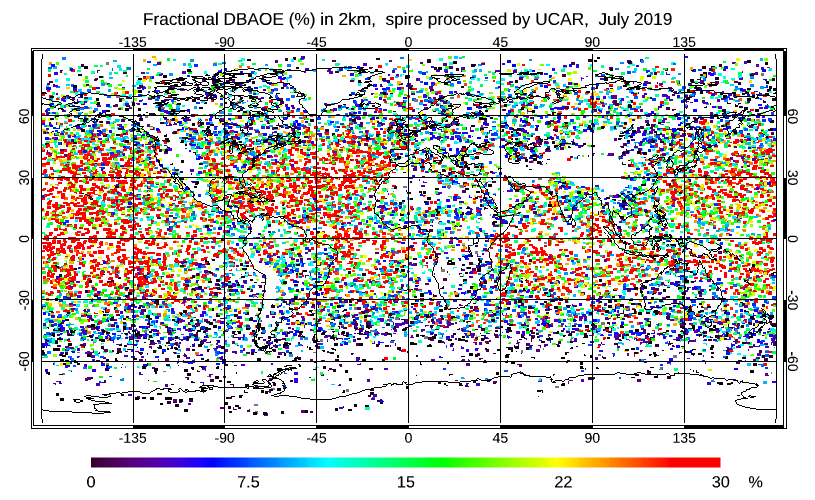 Fractional DBAOE (%) in 2km, spire processed by UCAR, July 2019
-135 -90 -45 0 45 90 135
60 60
30 30
0 0
-30 -30
-60 -60
-135 -90 -45 0 45 90 135
0 7.5 15 22 30 %